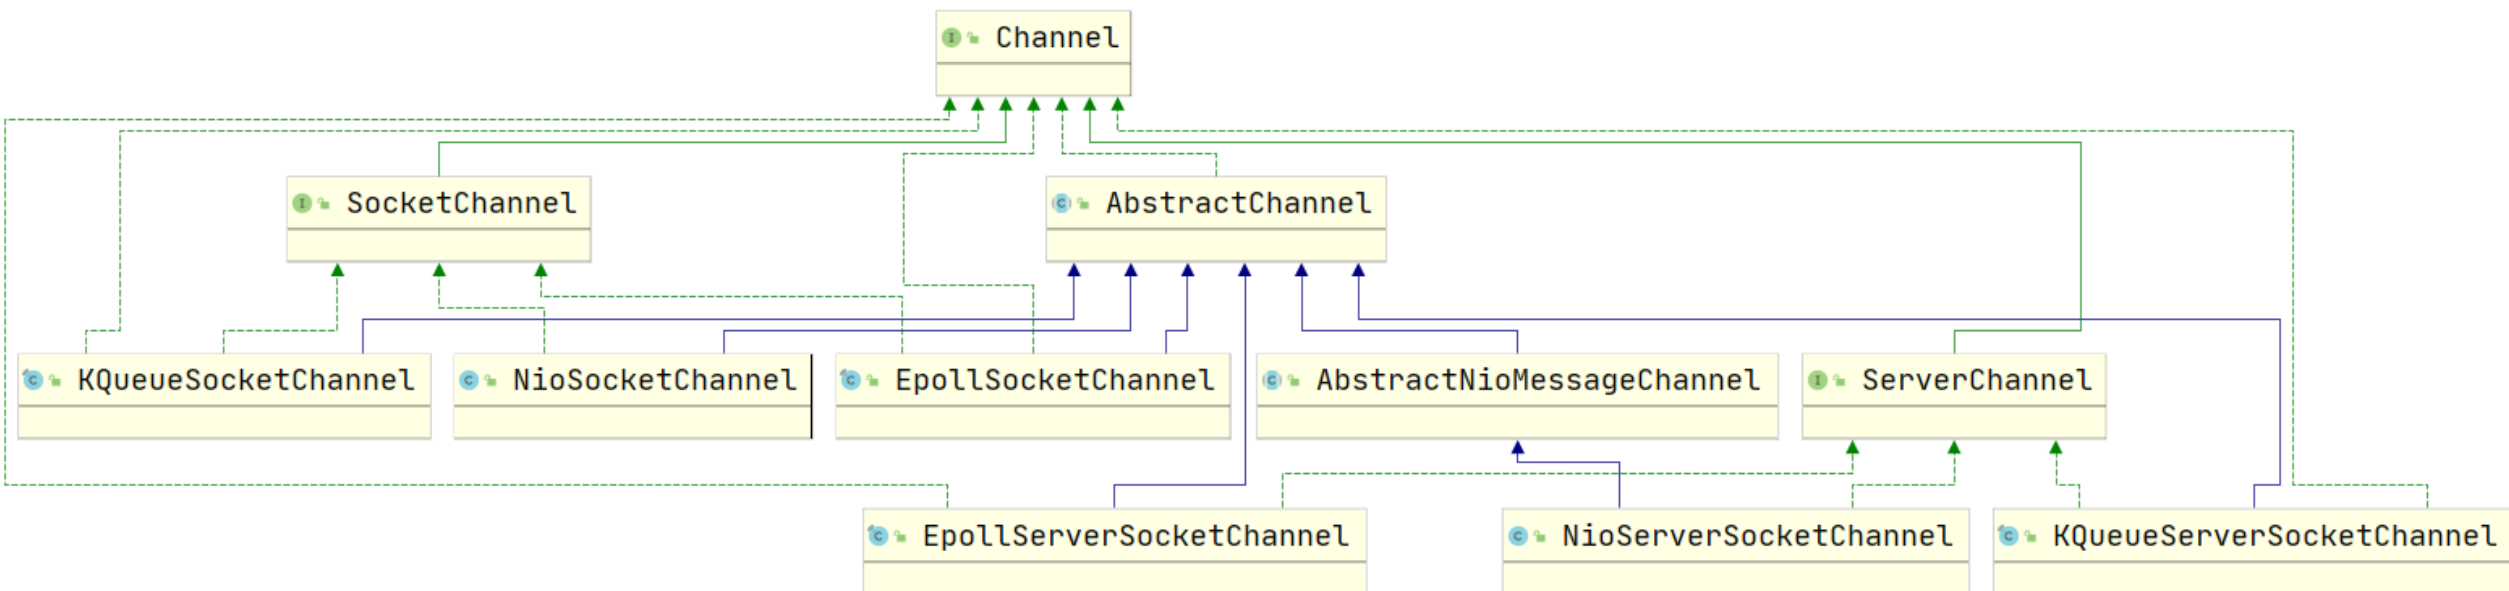 Channel
SocketChannel
AbstractChannel
KQueueSocketChannel
NioSocketChannel
EpollSocketChannel
AbstractNioMessageChannel
ServerChannel
EpollServerSocketChannel
NioServerSocketChannel
KQueueServerSocketChannel